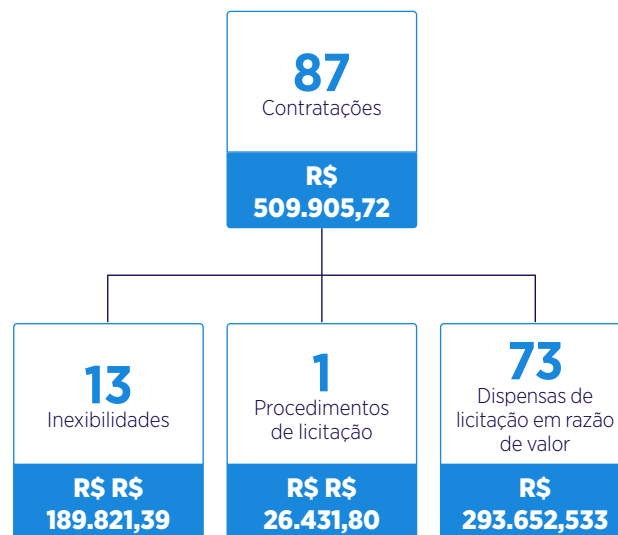 87
Contratações
R$
509.905,72
13
Inexibilidades
R$ R$
189.821,39
1
Procedimentos
de licitação
R$ R$
26.431,80
73
Dispensas de
licitação em razão
de valor
R$
293.652,533